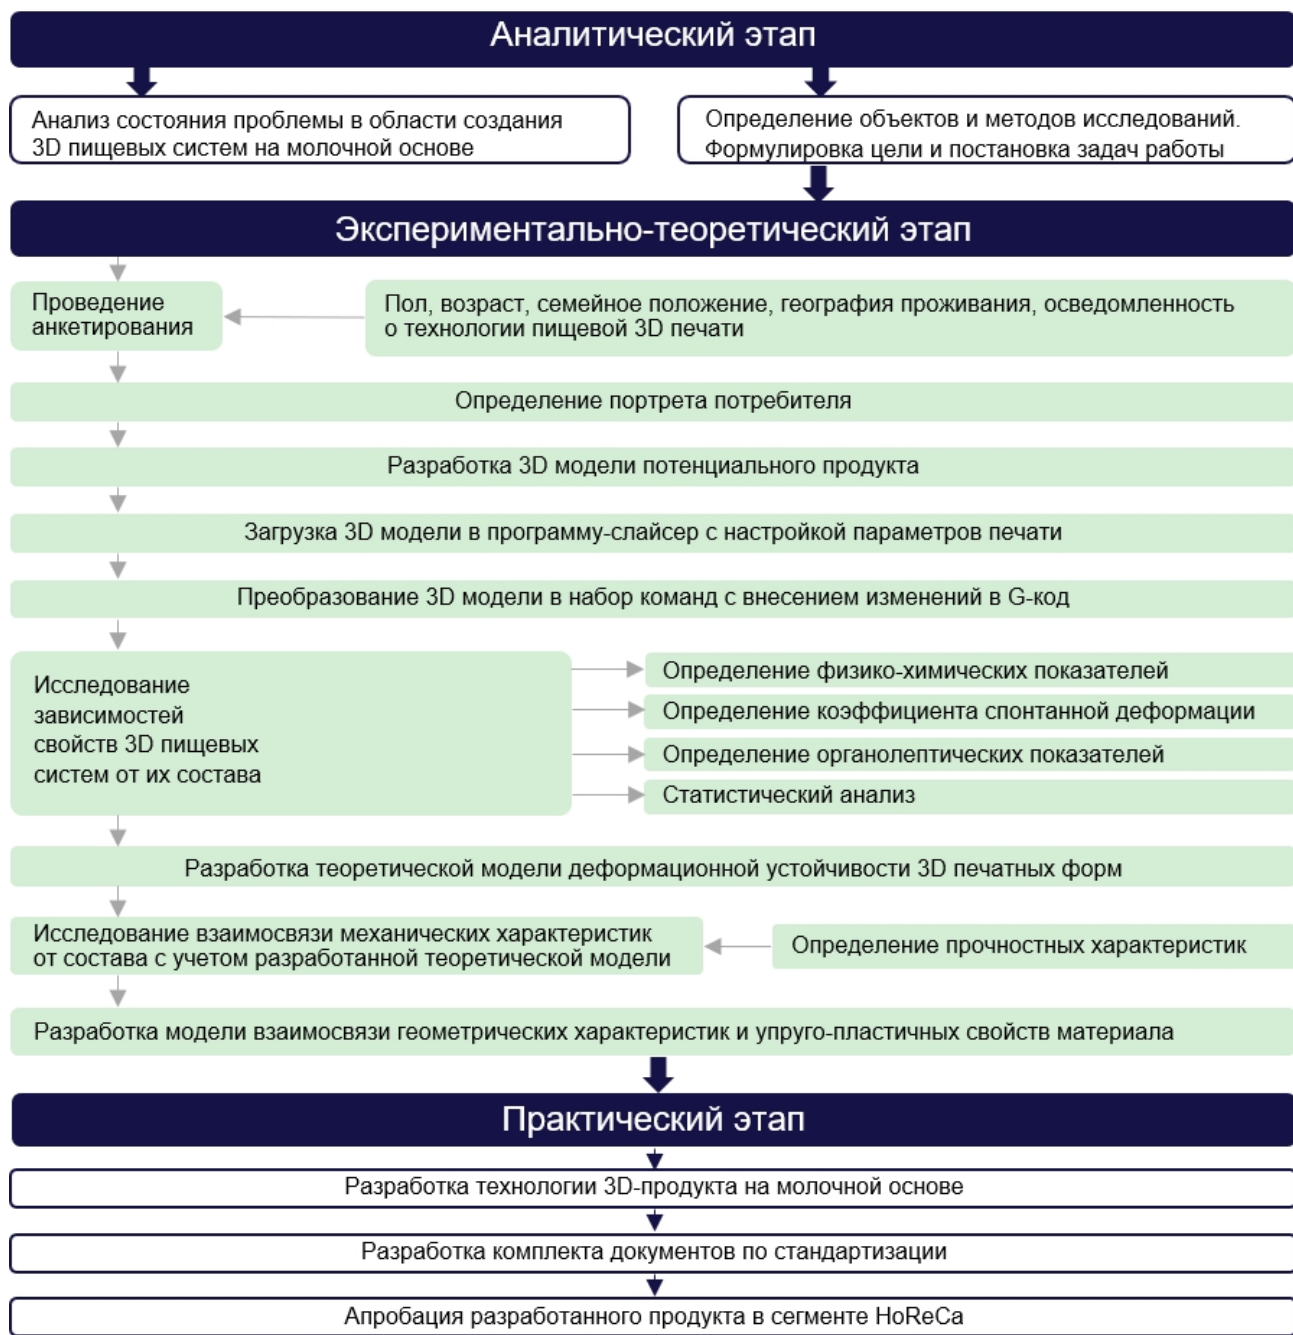 Аналитический этап
Анализ состояния проблемы в области создания
3D пищевых систем на молочной основе
Определение объектов и методов исследований.
Формулировка цели и постановка задач работы
Экспериментально-теоретический этап
Проведение
анкетирования
Пол, возраст, семейное положение, география проживания, осведомленность
о технологии пищевой 3D печати
Определение портрета потребителя
Разработка 3D модели потенциального продукта
Загрузка 3D модели в программу-слайсер с настройкой параметров печати
Преобразование 3D модели в набор команд с внесением изменений в G-код
Исследование
зависимостей
свойств 3D пищевых
систем от их состава
Определение физико-химических показателей
Определение коэффициента спонтанной деформации
Определение органолептических показателей
Статистический анализ
Разработка теоретической модели деформационной устойчивости 3D печатных форм
Исследование взаимосвязи механических характеристик
от состава с учетом разработанной теоретической модели
Определение прочностных характеристик
Разработка модели взаимосвязи геометрических характеристик и упруго-пластичных свойств материала
Практический этап
Разработка технологии 3D-продукта на молочной основе
Разработка комплекта документов по стандартизации
Апробация разработанного продукта в сегменте HoReCa